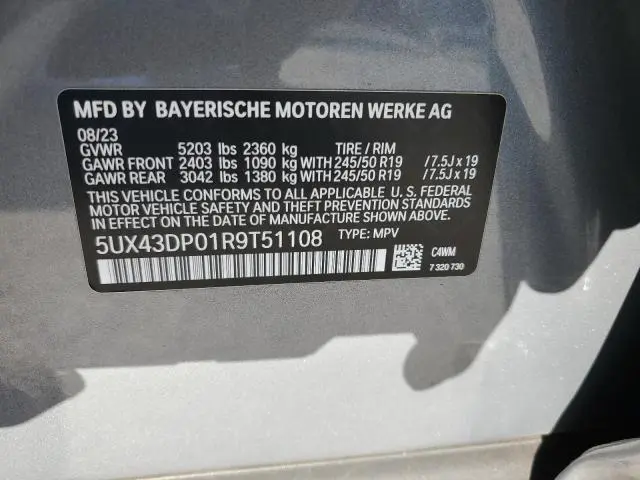 MFD BY BAYERISCHE MOTOREN WERKE AG
08/23
GVWR 5203 lbs 2360 kg TIRE / RIM
GAWR FRONT 2403 lbs 1090 kg WITH 245/50 R19 /7.5J x 19
GAWR REAR 3042 lbs 1380 kg WITH 245/50 R19 /7.5J x 19
THIS VEHICLE CONFORMS TO ALL APPLICABLE U. S. FEDERAL
MOTOR VEHICLE SAFETY AND THEFT PREVENTION STANDARDS
IN EFFECT ON THE DATE OF MANUFACTURE SHOWN ABOVE.
5UX43DP01R9T51108 TYPE: MPV
C4WM
7 320 730